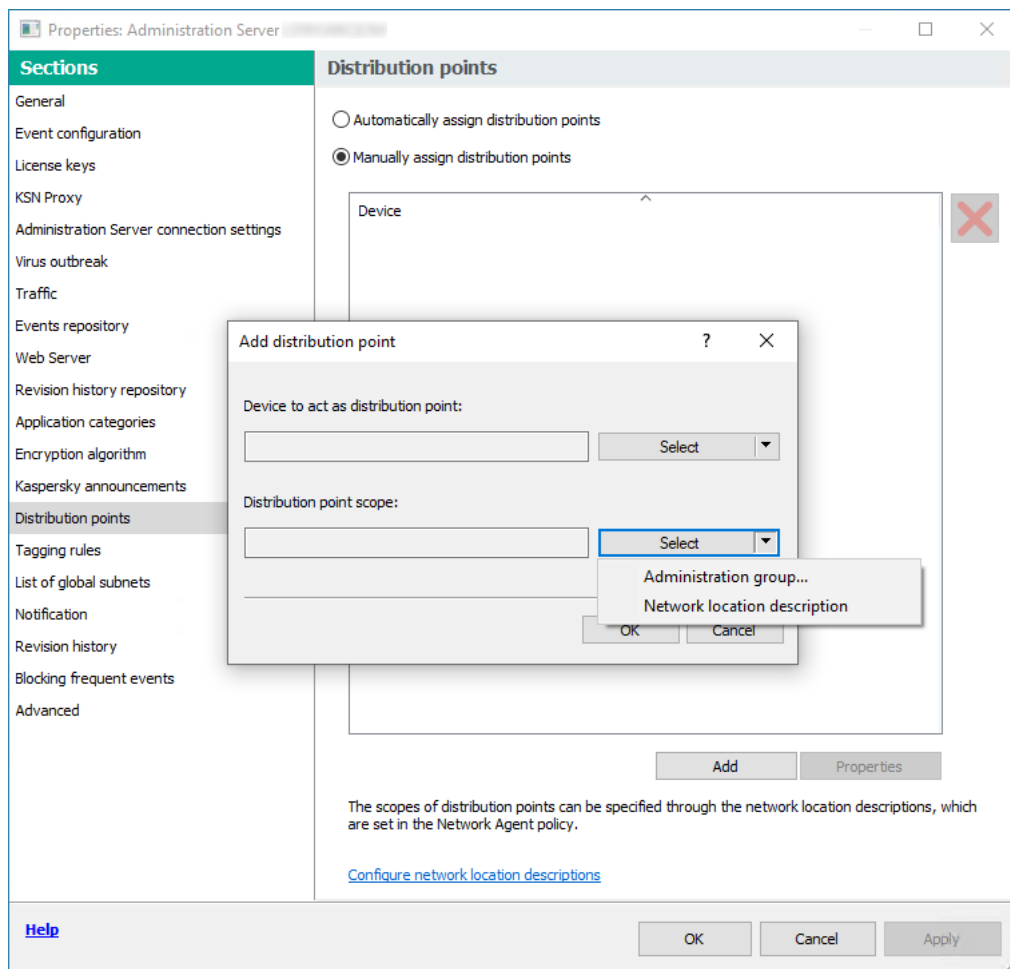 Properties: Administration Server
Sections
General
Event configuration
License keys
KSN Proxy
Administration Server connection settings
Virus outbreak
Traffic
Events repository
Web Server
Revision history repository
Application categories
Encryption algorithm
Kaspersky announcements
Distribution points
Tagging rules
List of global subnets
Notification
Revision history
Blocking frequent events
Advanced
Distribution points
Automatically assign distribution points
Manually assign distribution points
Device
Add distribution point
?
Device to act as distribution point:
Select
Distribution point scope:
Select
Administration group...
Network location description
OK Cancel
Add Properties
The scopes of distribution points can be specified through the network location descriptions, which
are set in the Network Agent policy.
Configure network location descriptions
Help
OK Cancel Apply